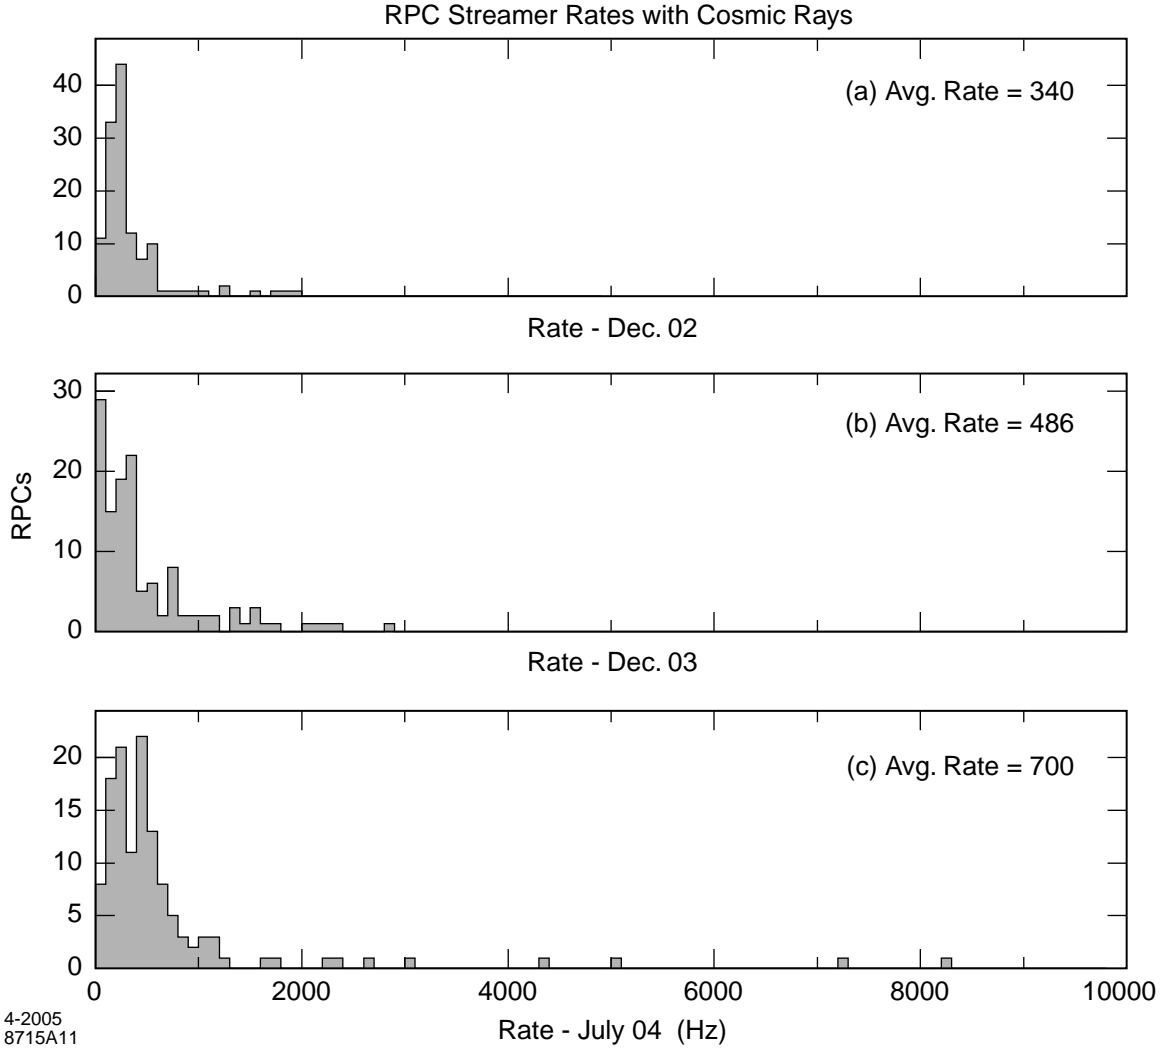 RPC Streamer Rates with Cosmic Rays
40
30
20
10
0
(a) Avg. Rate = 340
Rate - Dec. 02
30
20
10
0
(b) Avg. Rate = 486
RPCs
Rate - Dec. 03
20
15
10
5
0
(c) Avg. Rate = 700
0 2000 4000 6000 8000 10000
Rate - July 04 (Hz)
4-2005
8715A11